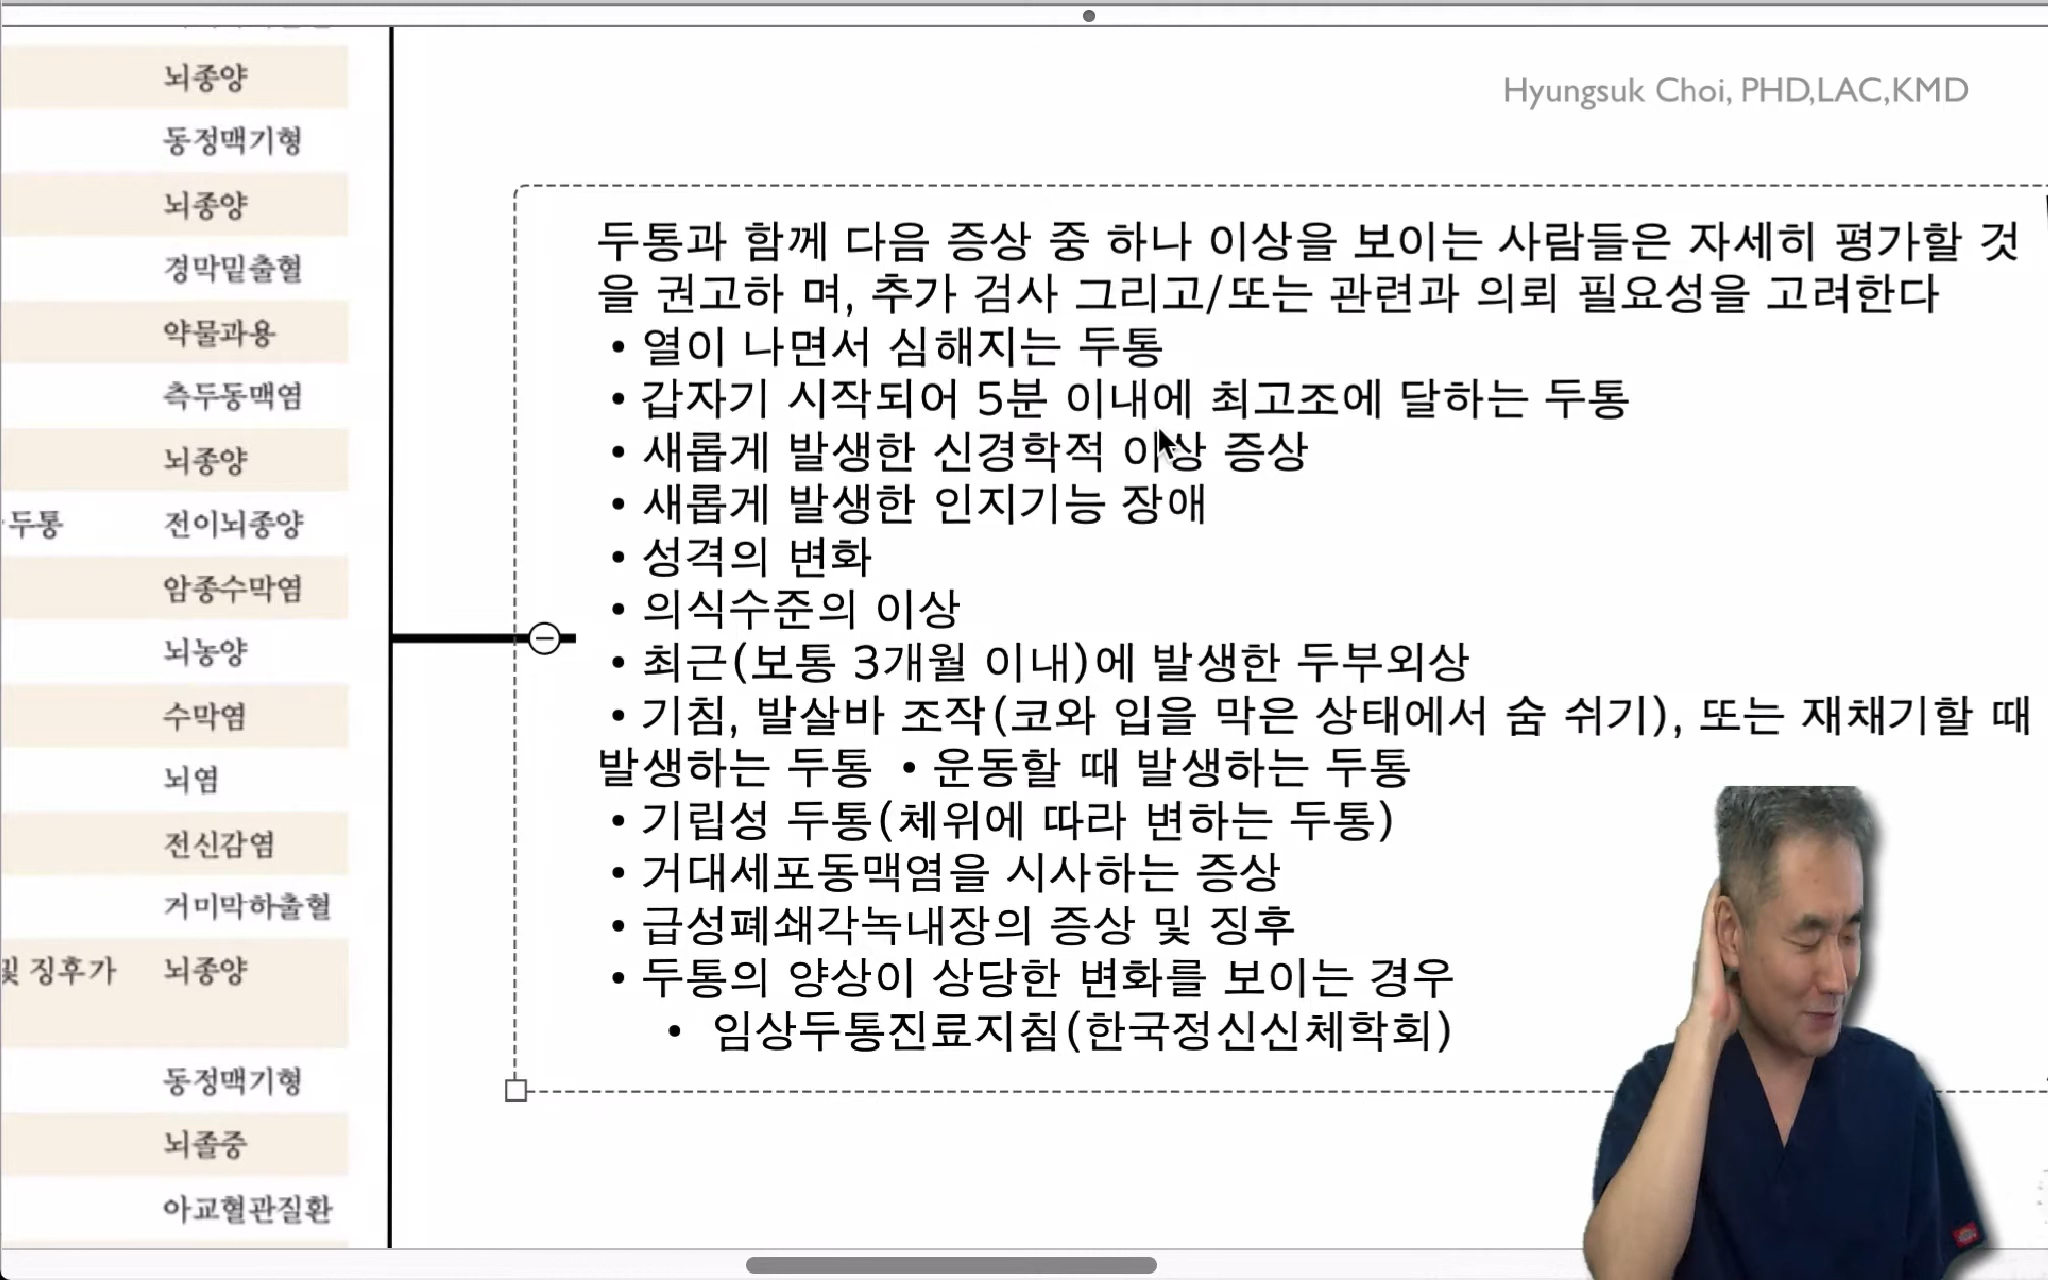 뇌종양
동정맥기형
뇌종양
경막밑출혈
약물과용
측두동맥염
뇌종양
두통 전이뇌종양
암종수막염
뇌농양
수막염
뇌염
전신감염
거미막하출혈
및 징후가 뇌종양
동정맥기형
뇌졸중
아교혈관질환
Hyungsuk Choi, PHD,LAC,KMD
두통과 함께 다음 증상 중 하나 이상을 보이는 사람들은 자세히 평가할 것
을 권고하 며, 추가 검사 그리고/또는 관련과 의뢰 필요성을 고려한다
• 열이 나면서 심해지는 두통
• 갑자기 시작되어 5분 이내에 최고조에 달하는 두통
• 새롭게 발생한 신경학적 이상 증상
• 새롭게 발생한 인지기능 장애
• 성격의 변화
• 의식수준의 이상
• 최근(보통 3개월 이내)에 발생한 두부외상
• 기침, 발살바 조작(코와 입을 막은 상태에서 숨 쉬기), 또는 재채기할 때
발생하는 두통 • 운동할 때 발생하는 두통
• 기립성 두통(체위에 따라 변하는 두통)
• 거대세포동맥염을 시사하는 증상
• 급성폐쇄각녹내장의 증상 및 징후
• 두통의 양상이 상당한 변화를 보이는 경우
• 임상두통진료지침(한국정신신체학회)